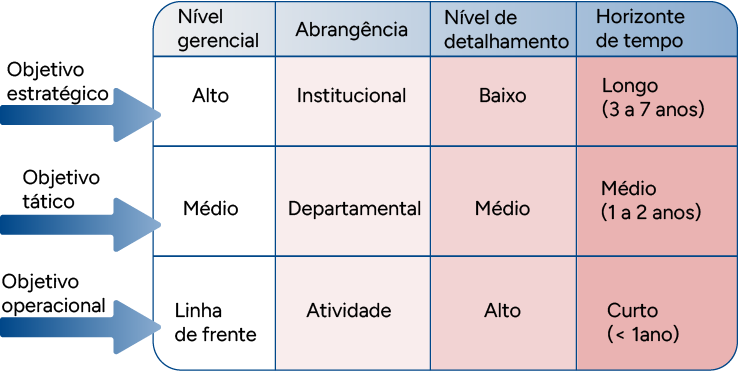 Nível
gerencial
Abrangência
Nível de
detalhamento
Horizonte
de tempo
Objetivo
estratégico
Alto
Institucional
Baixo
Longo
(3 a 7 anos)
Objetivo
tático
Médio
Departamental
Médio
Médio
(1 a 2 anos)
Objetivo
operacional
Linha
de frente
Atividade
Alto
Curto
(< 1ano)